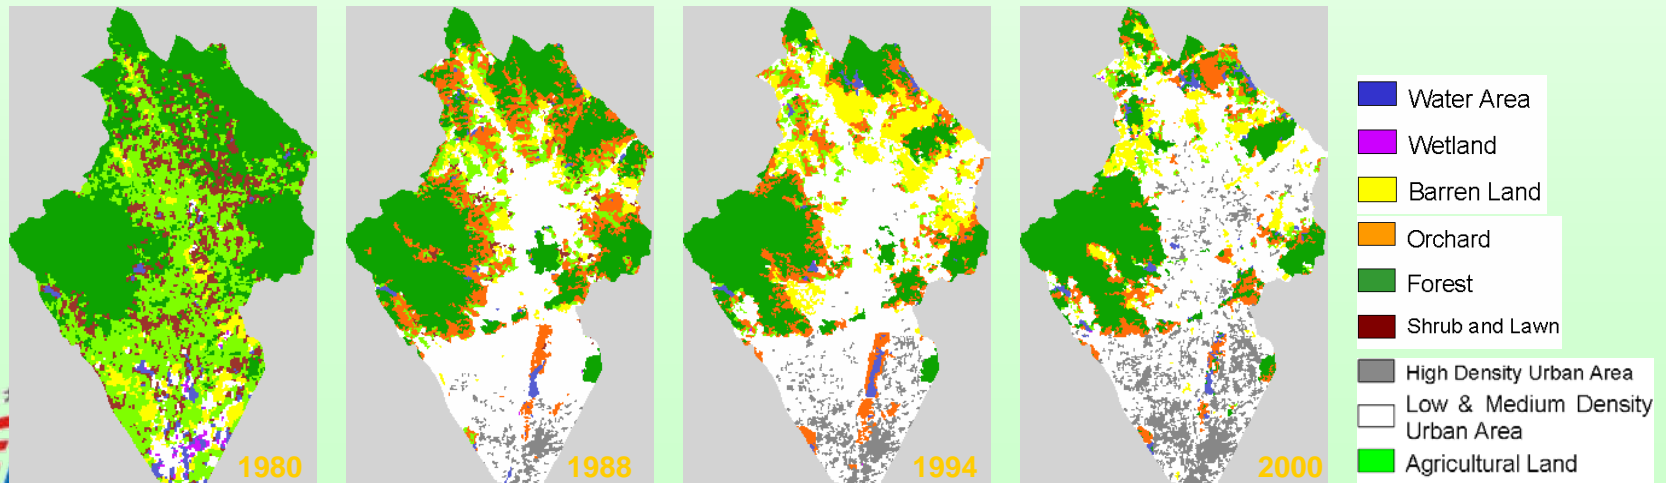 1980
1988
1994
2000
Water Area
Wetland
Barren Land
Orchard
Forest
Shrub and Lawn
High Density Urban Area
Low & Medium Density
Urban Area
Agricultural Land